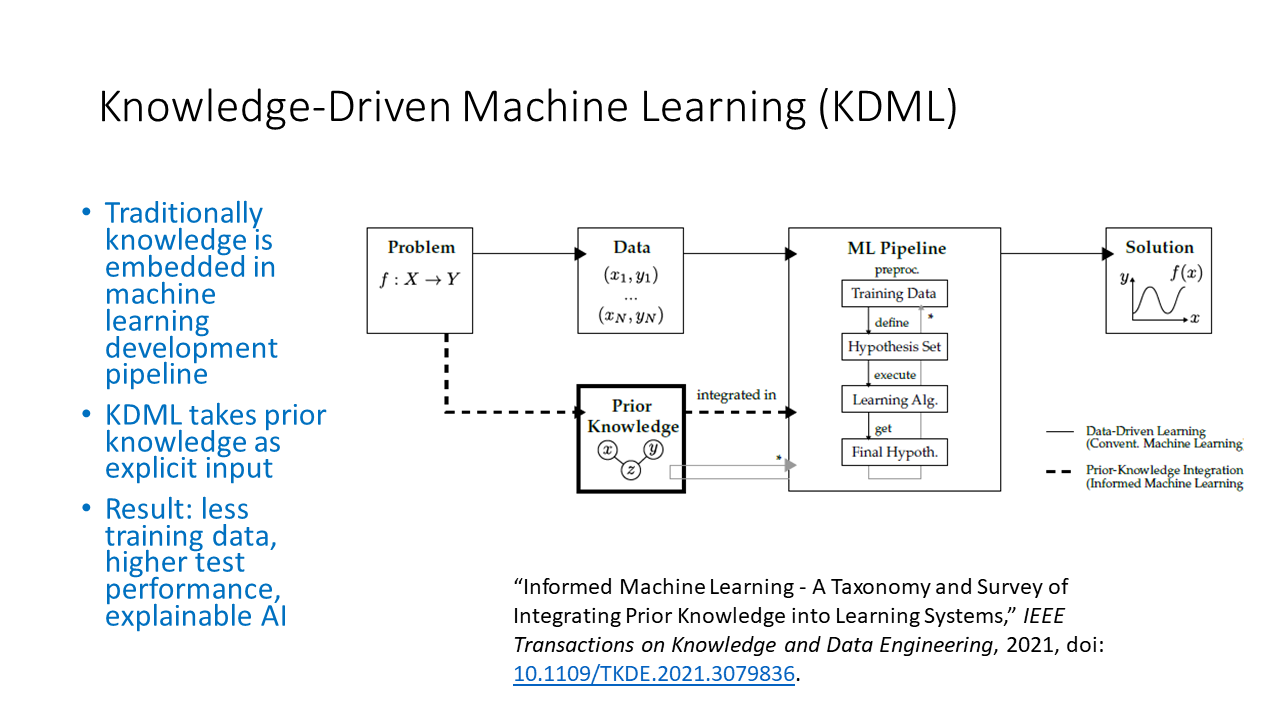 Knowledge-Driven Machine Learning (KDML)
• Traditionally
knowledge is
embedded in
machine
learning
development
pipeline
• KDML takes prior
knowledge as
explicit input
• Result: less
training data,
higher test
performance,
explainable AI
Problem
f : X → Y
Data
(x₁, y₁)
...
(x_N, y_N)
Prior
Knowledge
x y
z
integrated in
*
ML Pipeline
preproc.
Training Data
define *
Hypothesis Set
execute
Learning Alg.
get
Final Hypoth.
Solution
y f(x)
x
Data-Driven Learning
(Convent. Machine Learning
Prior-Knowledge Integration
(Informed Machine Learning
“Informed Machine Learning - A Taxonomy and Survey of
Integrating Prior Knowledge into Learning Systems,” IEEE
Transactions on Knowledge and Data Engineering, 2021, doi:
10.1109/TKDE.2021.3079836.